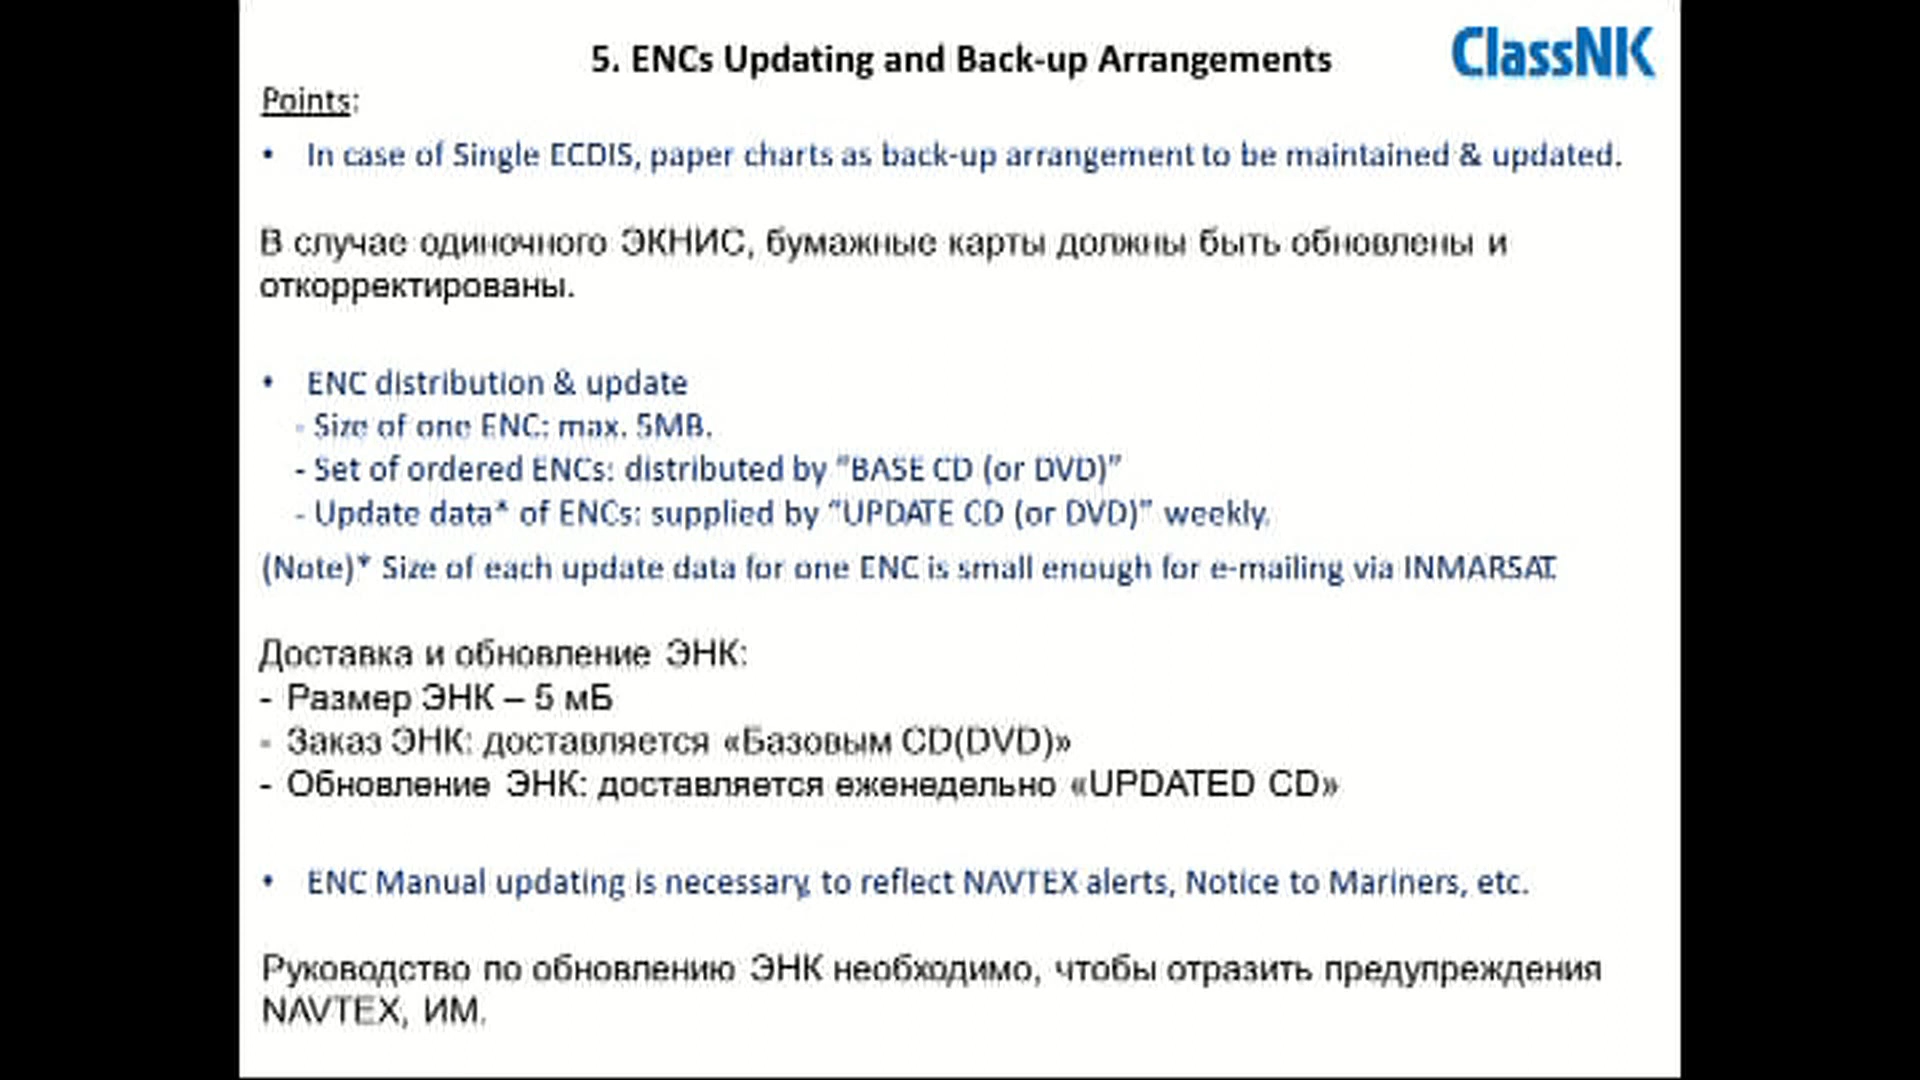 5. ENCs Updating and Back-up Arrangements
ClassNK
Points:
• In case of Single ECDIS, paper charts as back-up arrangement to be maintained & updated.
В случае одиночного ЭКНИС, бумажные карты должны быть обновлены и
откорректированы.
• ENC distribution & update
- Size of one ENC: max. 5MB.
- Set of ordered ENCs: distributed by "BASE CD (or DVD)"
- Update data* of ENCs: supplied by "UPDATE CD (or DVD)" weekly.
(Note)* Size of each update data for one ENC is small enough for e-mailing via INMARSAT.
Доставка и обновление ЭНК:
- Размер ЭНК – 5 мБ
- Заказ ЭНК: доставляется «Базовым CD(DVD)»
- Обновление ЭНК: доставляется еженедельно «UPDATED CD»
• ENC Manual updating is necessary, to reflect NAVTEX alerts, Notice to Mariners, etc.
Руководство по обновлению ЭНК необходимо, чтобы отразить предупреждения
NAVTEX, ИМ.